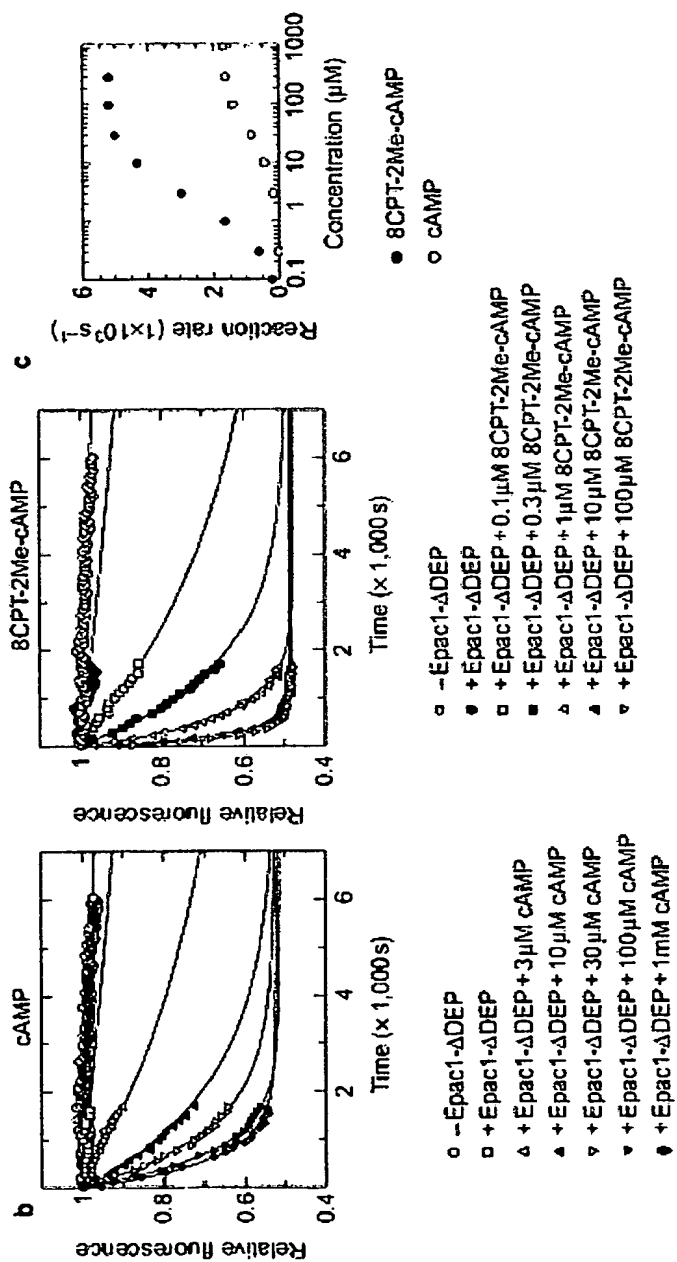 b
cAMP
Relative fluorescence
1
0.8
0.6
0.4
2
4
6
Time (× 1,000 s)
○ –Epac1-ΔDEP
□ +Epac1-ΔDEP
△ +Epac1-ΔDEP+3µM cAMP
▲ +Epac1-ΔDEP+10µM cAMP
▽ +Epac1-ΔDEP+30µM cAMP
▼ +Epac1-ΔDEP+100µM cAMP
♦ +Epac1-ΔDEP+1mM cAMP
8CPT-2Me-cAMP
Relative fluorescence
1
0.8
0.6
0.4
2
4
6
Time (× 1,000 s)
○ –Epac1-ΔDEP
● +Epac1-ΔDEP
□ +Epac1-ΔDEP+0.1µM 8CPT-2Me-cAMP
■ +Epac1-ΔDEP+0.3µM 8CPT-2Me-cAMP
△ +Epac1-ΔDEP+1µM 8CPT-2Me-cAMP
▲ +Epac1-ΔDEP+10µM 8CPT-2Me-cAMP
▽ +Epac1-ΔDEP+100µM 8CPT-2Me-cAMP
c
Reaction rate (1×10³s⁻¹)
6
4
2
0
0.1
1
10
100
1000
Concentration (µM)
● 8CPT-2Me-cAMP
○ cAMP